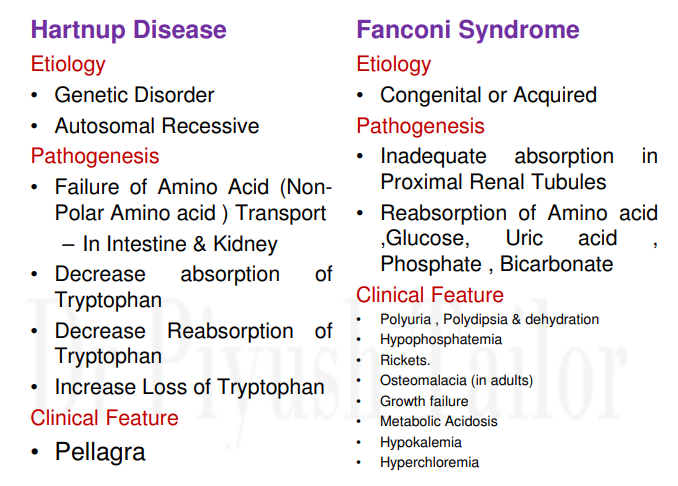 Hartnup Disease
Etiology
• Genetic Disorder
• Autosomal Recessive
Pathogenesis
• Failure of Amino Acid (Non-
Polar Amino acid ) Transport
– In Intestine & Kidney
• Decrease absorption of
Tryptophan
• Decrease Reabsorption of
Tryptophan
• Increase Loss of Tryptophan
Clinical Feature
• Pellagra
Fanconi Syndrome
Etiology
• Congenital or Acquired
Pathogenesis
• Inadequate absorption in
Proximal Renal Tubules
• Reabsorption of Amino acid
,Glucose, Uric acid ,
Phosphate , Bicarbonate
Clinical Feature
• Polyuria , Polydipsia & dehydration
• Hypophosphatemia
• Rickets.
• Osteomalacia (in adults)
• Growth failure
• Metabolic Acidosis
• Hypokalemia
• Hyperchloremia
Dr Piyush Tailor